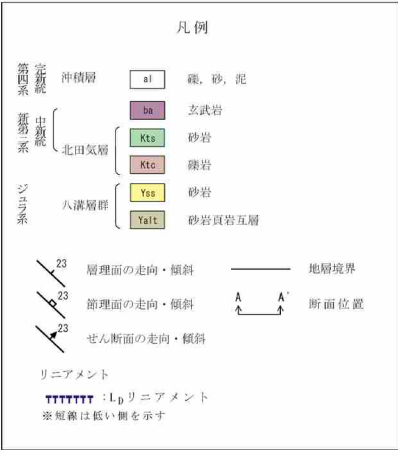 凡例
第四系 完新統 沖積層 al 礫，砂，泥
新第三系 中新統 ba 玄武岩
北田気層 Kts 砂岩
Ktc 礫岩
ジュラ系 八溝層群 Yss 砂岩
Yalt 砂岩頁岩互層
23 層理面の走向・傾斜 地層境界
23 節理面の走向・傾斜 A A' 断面位置
23 せん断面の走向・傾斜
リニアメント
：LDリニアメント
※短線は低い側を示す